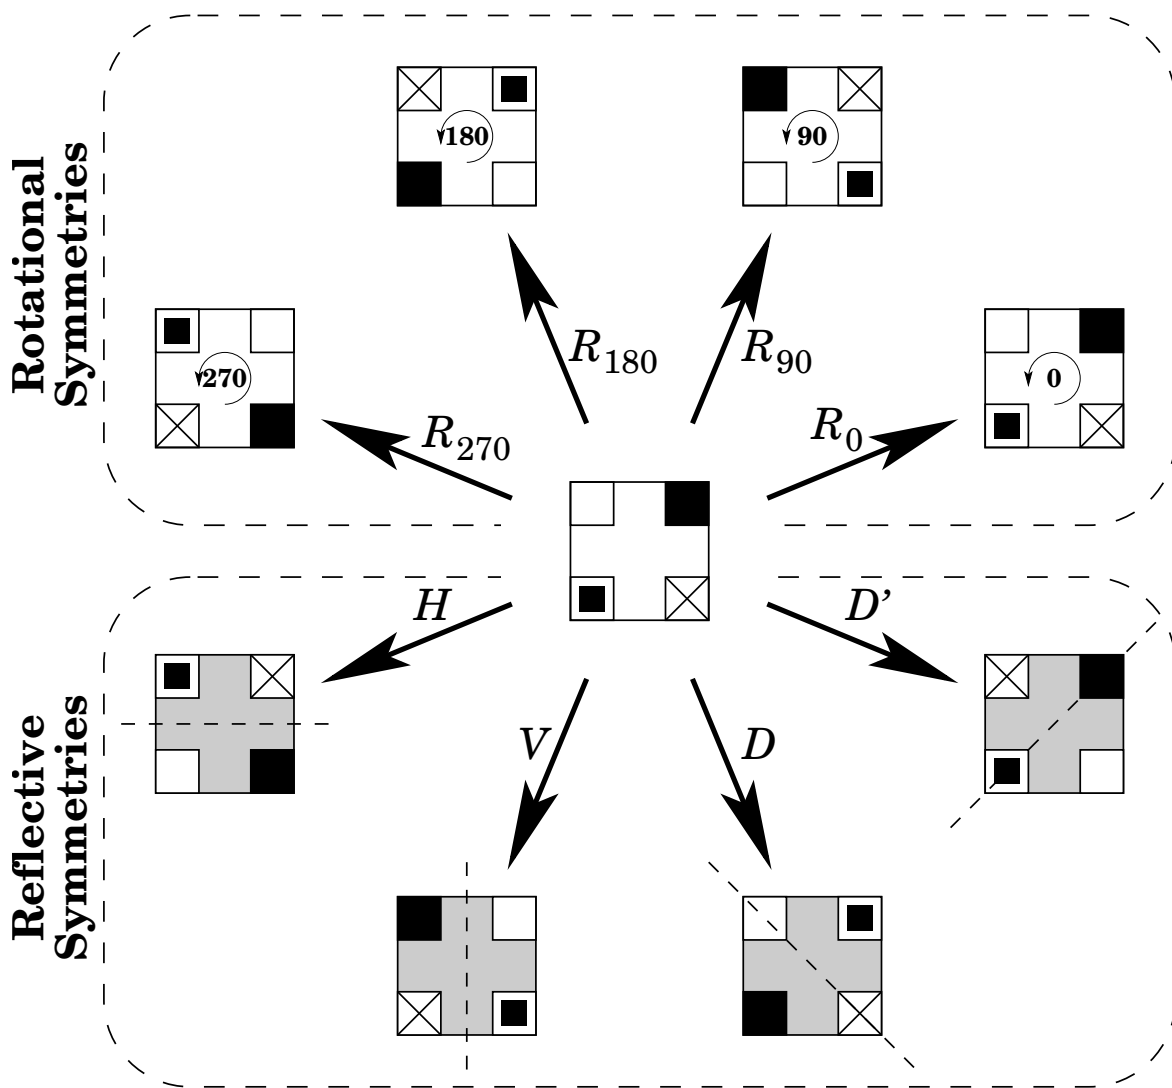 Rotational
Symmetries
180
90
270
0
R180
R90
R270
R0
H
D’
V
D
Reflective
Symmetries